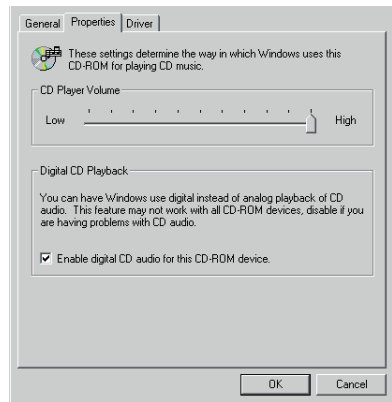 General Properties Driver
These settings determine the way in which Windows uses this
CD-ROM for playing CD music.
CD Player Volume
Low High
Digital CD Playback
You can have Windows use digital instead of analog playback of CD
audio. This feature may not work with all CD-ROM devices, disable if you
are having problems with CD audio.
Enable digital CD audio for this CD-ROM device.
OK Cancel